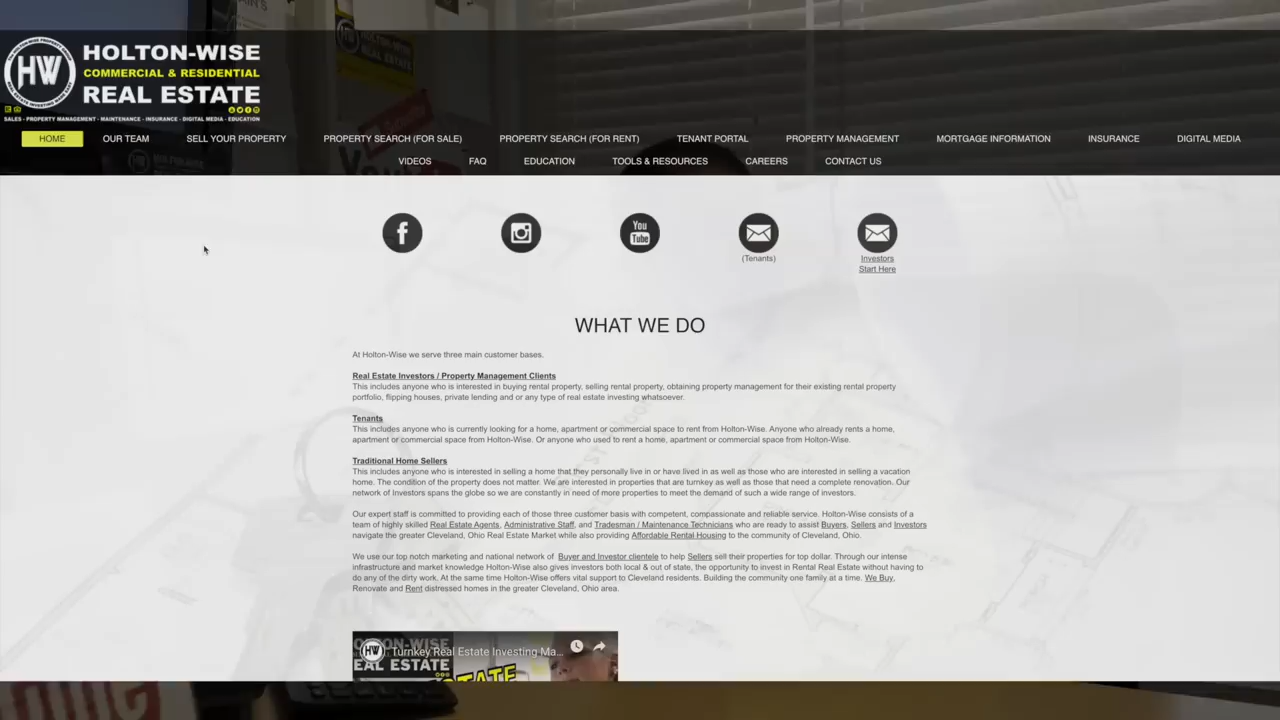 HOLTON-WISE
COMMERCIAL & RESIDENTIAL
REAL ESTATE
SALES - PROPERTY MANAGEMENT - MAINTENANCE - INSURANCE - DIGITAL MEDIA - EDUCATION
HW
HOME OUR TEAM SELL YOUR PROPERTY PROPERTY SEARCH (FOR SALE) PROPERTY SEARCH (FOR RENT) TENANT PORTAL PROPERTY MANAGEMENT MORTGAGE INFORMATION INSURANCE DIGITAL MEDIA
VIDEOS FAQ EDUCATION TOOLS & RESOURCES CAREERS CONTACT US
You Tube
(Tenants)
Investors
Start Here
WHAT WE DO
At Holton-Wise we serve three main customer bases.
Real Estate Investors / Property Management Clients
This includes anyone who is interested in buying rental property, selling rental property, obtaining property management for their existing rental property
portfolio, flipping houses, private lending and or any type of real estate investing whatsoever.
Tenants
This includes anyone who is currently looking for a home, apartment or commercial space to rent from Holton-Wise. Anyone who already rents a home,
apartment or commercial space from Holton-Wise. Or anyone who used to rent a home, apartment or commercial space from Holton-Wise.
Traditional Home Sellers
This includes anyone who is interested in selling a home that they personally live in or have lived in as well as those who are interested in selling a vacation
home. The condition of the property does not matter. We are interested in properties that are turnkey as well as those that need a complete renovation. Our
network of Investors spans the globe so we are constantly in need of more properties to meet the demand of such a wide range of investors.
Our expert staff is committed to providing each of those three customer basis with competent, compassionate and reliable service. Holton-Wise consists of a
team of highly skilled Real Estate Agents, Administrative Staff, and Tradesman / Maintenance Technicians who are ready to assist Buyers, Sellers and Investors
navigate the greater Cleveland, Ohio Real Estate Market while also providing Affordable Rental Housing to the community of Cleveland, Ohio.
We use our top notch marketing and national network of Buyer and Investor clientele to help Sellers sell their properties for top dollar. Through our intense
infrastructure and market knowledge Holton-Wise also gives investors both local & out of state, the opportunity to invest in Rental Real Estate without having to
do any of the dirty work. At the same time Holton-Wise offers vital support to Cleveland residents. Building the community one family at a time. We Buy,
Renovate and Rent distressed homes in the greater Cleveland, Ohio area.
HOLTON-WISE
HW
Turnkey Real Estate Investing Ma...
REAL ESTATE
ESTATE